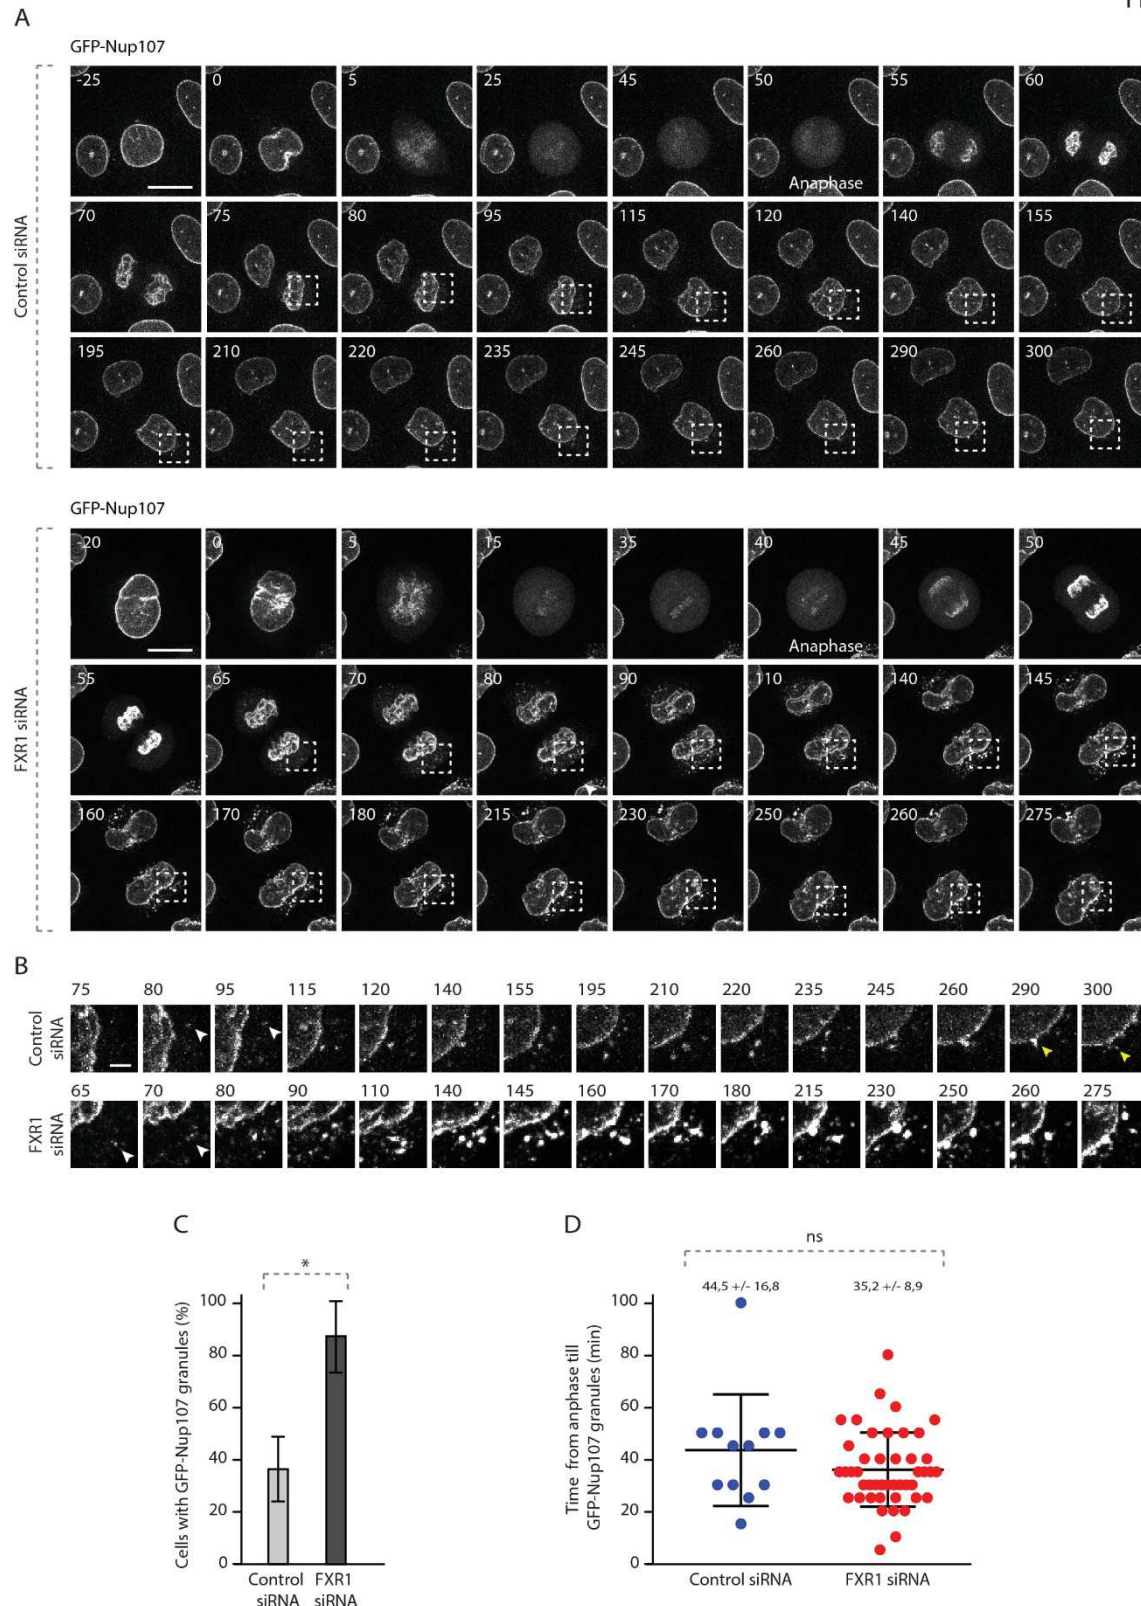 A
GFP-Nup107
Control siRNA
-25 0 5 25 45 50 55 60
Anaphase
70 75 80 95 115 120 140 155
195 210 220 235 245 260 290 300
GFP-Nup107
FXR1 siRNA
-20 0 5 15 35 40 45 50
Anaphase
55 65 70 80 90 110 140 145
160 170 180 215 230 250 260 275
B
75 80 95 115 120 140 155 195 210 220 235 245 260 290 300
Control
siRNA
65 70 80 90 110 140 145 160 170 180 215 230 250 260 275
FXR1
siRNA
C
*
Cells with GFP-Nup107 granules (%)
100
80
60
40
20
0
Control
siRNA
FXR1
siRNA
D
ns
44,5 +/- 16,8 35,2 +/- 8,9
Time from anphase till
GFP-Nup107 granules (min)
100
80
60
40
20
0
Control siRNA FXR1 siRNA